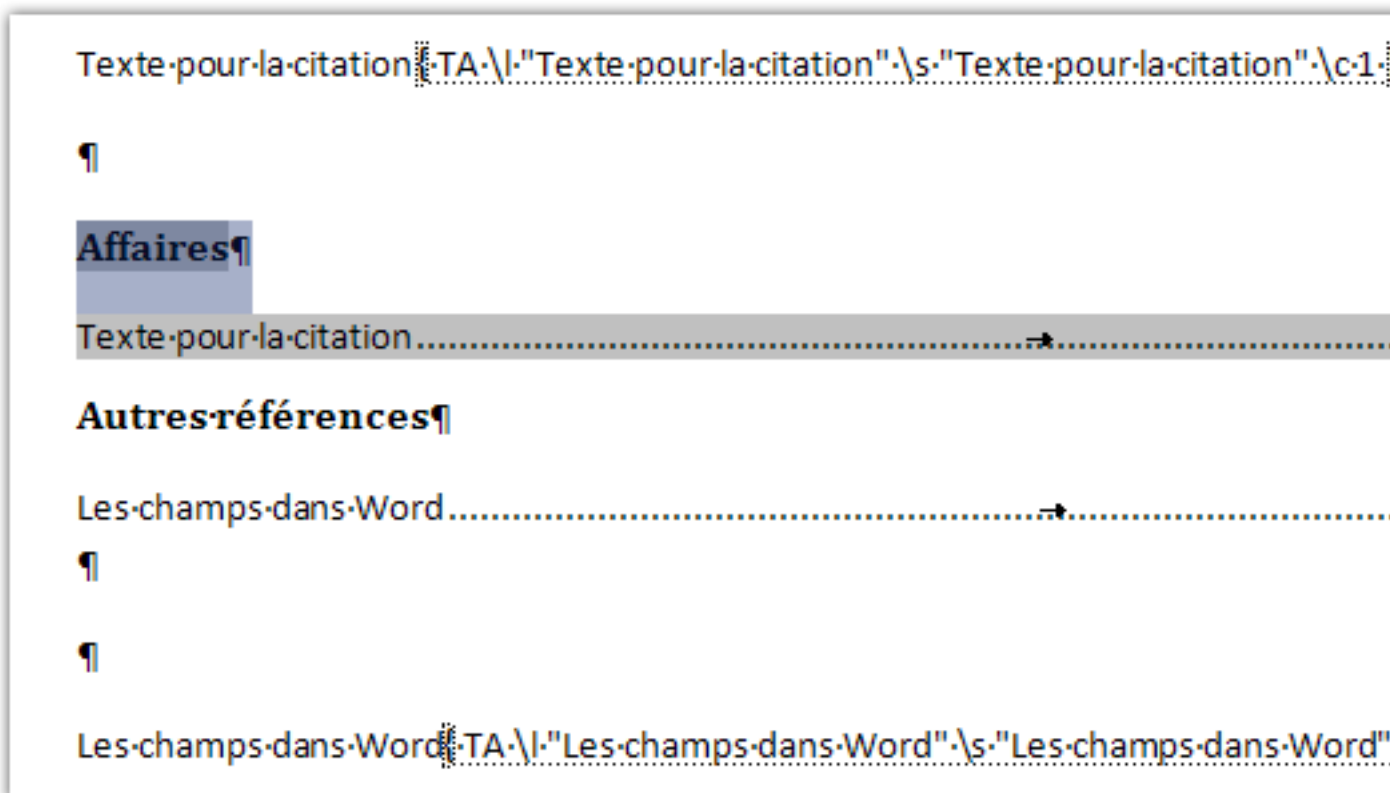 Texte·pour·la·citation{·TA·\l·"Texte·pour·la·citation"·\s·"Texte·pour·la·citation"·\c·1·
¶
Affaires¶
Texte·pour·la·citation..............................→..............................
Autres·références¶
Les·champs·dans·Word..............................→..............................
¶
¶
Les·champs·dans·Word{·TA·\l·"Les·champs·dans·Word"·\s·"Les·champs·dans·Word"